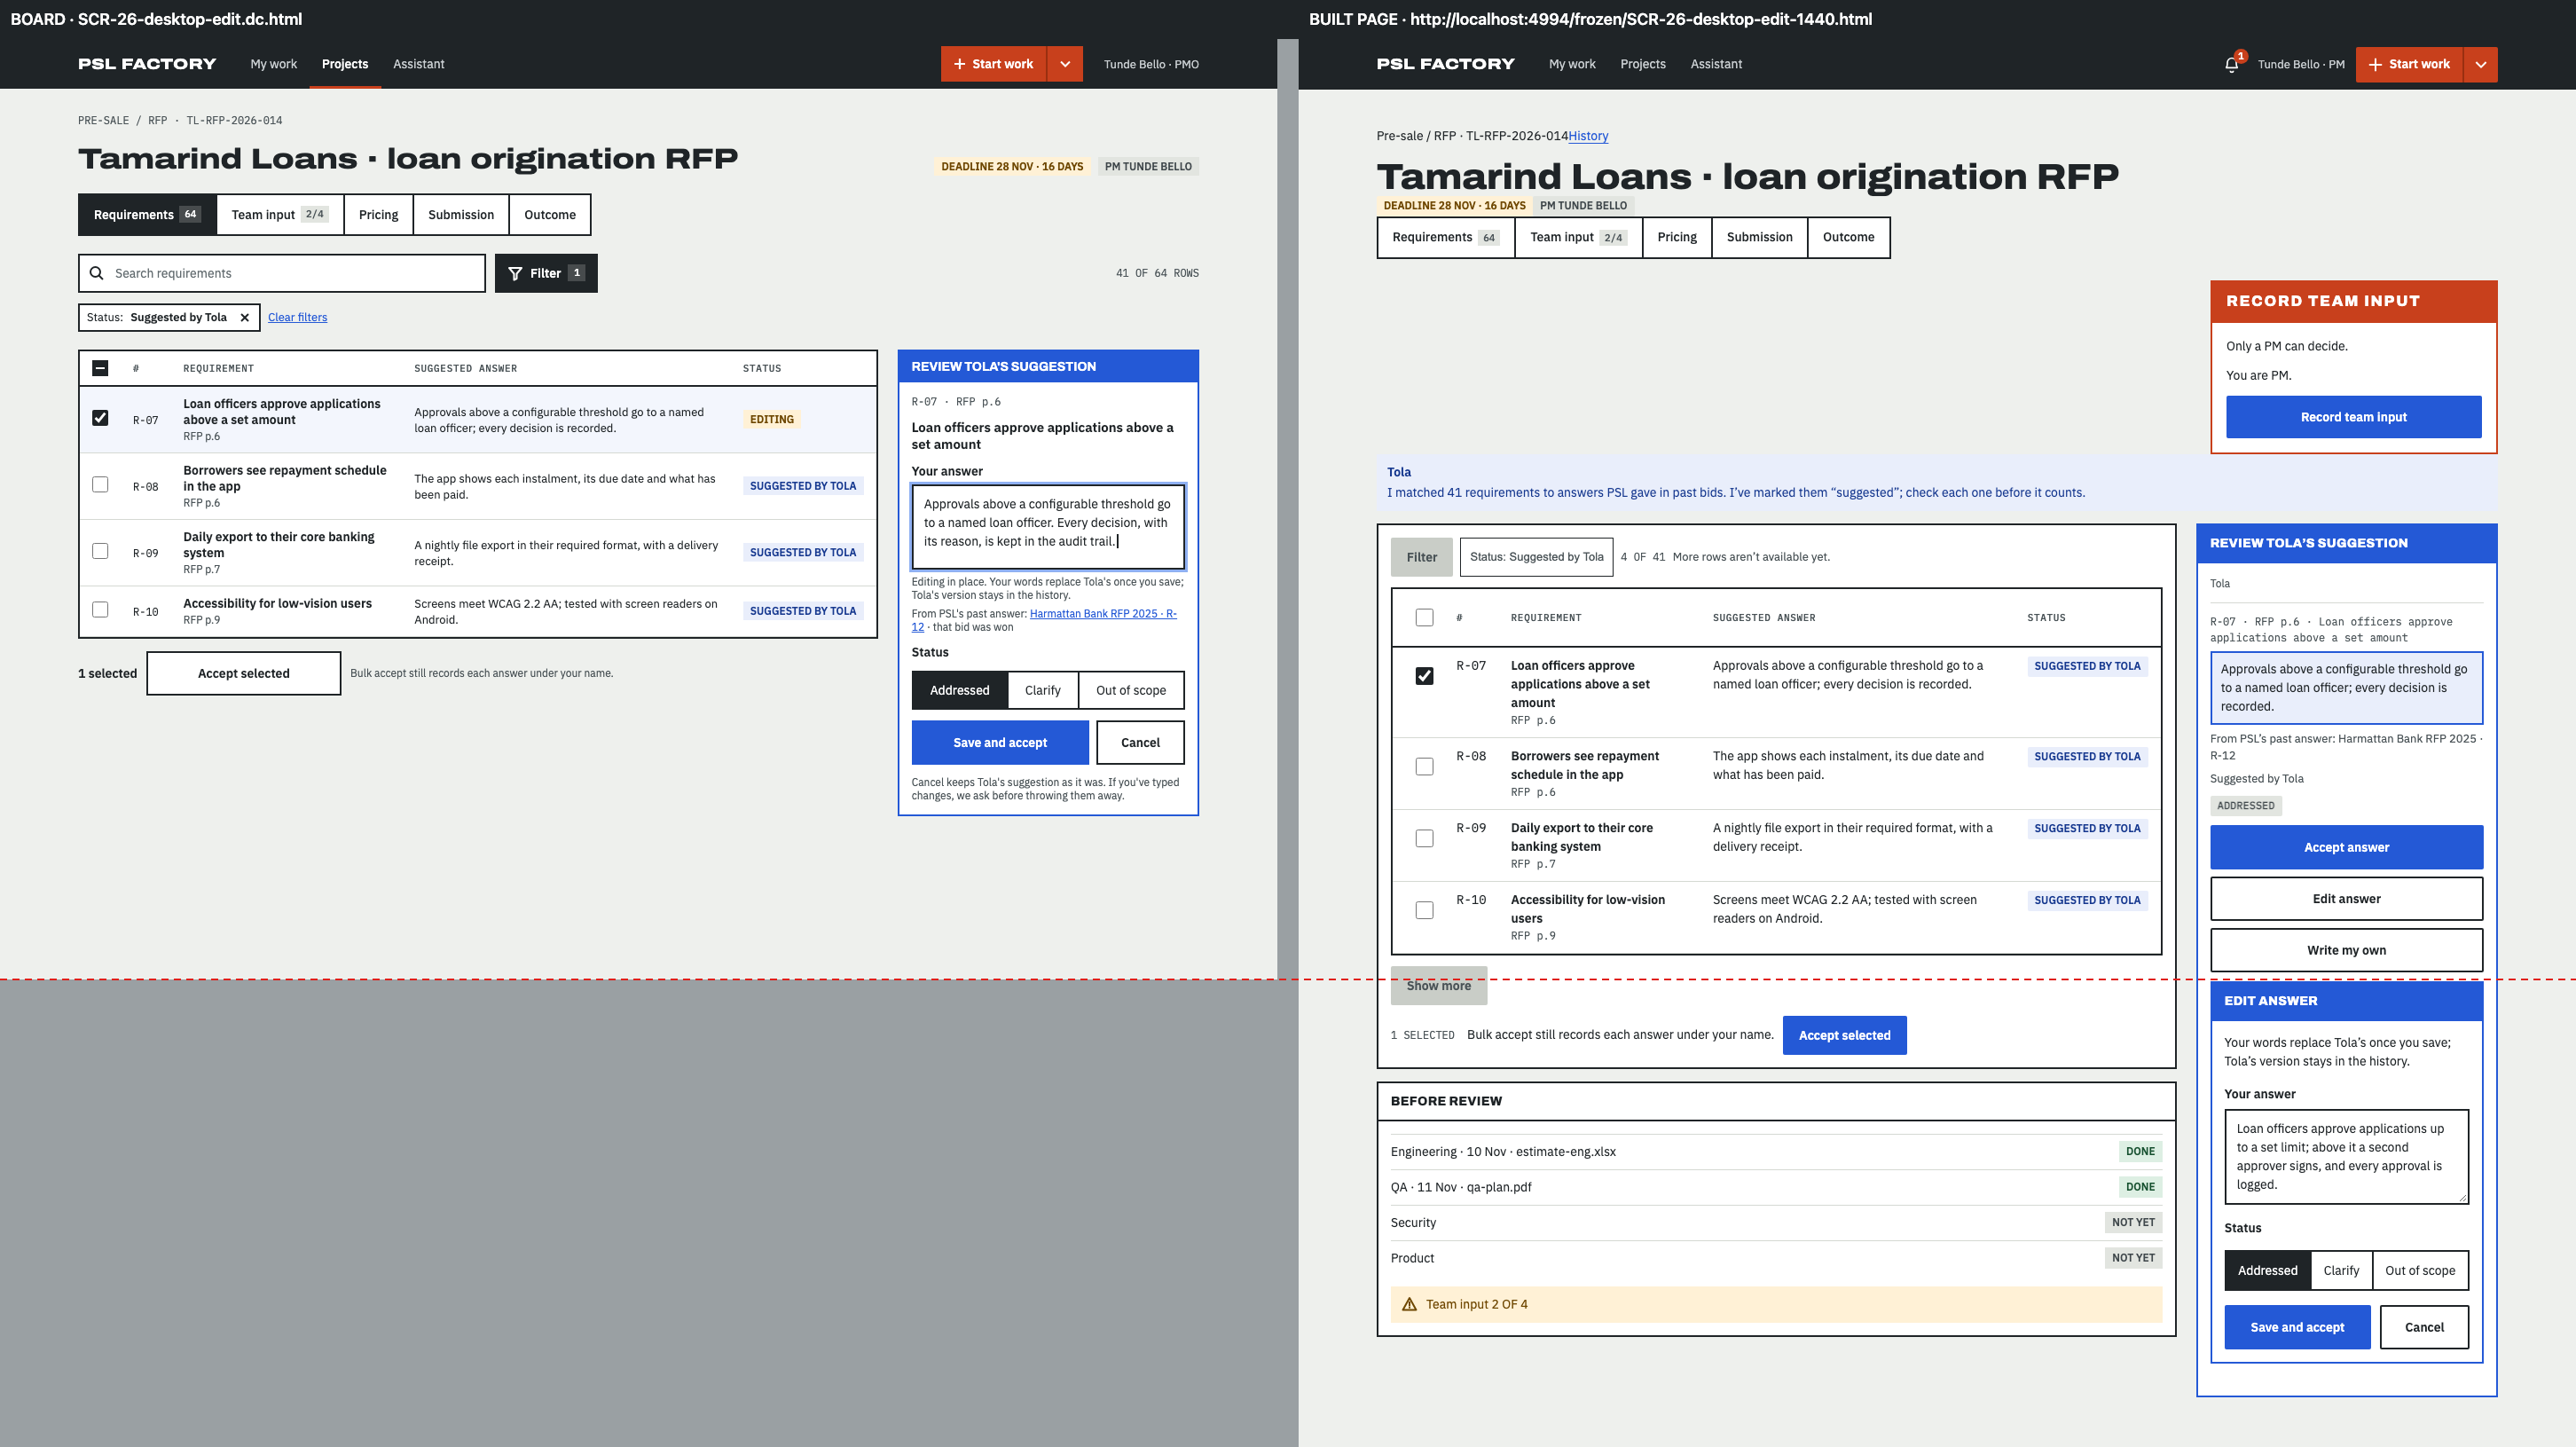 BOARD · SCR-26-desktop-edit.dc.html
PSL FACTORY
My work
Projects
Assistant
Start work
Tunde Bello · PMO
PRE-SALE / RFP · TL-RFP-2026-014
Tamarind Loans · loan origination RFP
DEADLINE 28 NOV · 16 DAYS
PM TUNDE BELLO
Requirements 64
Team input 2/4
Pricing
Submission
Outcome
Search requirements
Filter 1
41 OF 64 ROWS
Status: Suggested by Tola ✕
Clear filters
# REQUIREMENT SUGGESTED ANSWER STATUS
R-07
Loan officers approve applications
above a set amount
RFP p.6
Approvals above a configurable threshold go to a named
loan officer; every decision is recorded.
EDITING
R-08
Borrowers see repayment schedule
in the app
RFP p.6
The app shows each instalment, its due date and what has
been paid.
SUGGESTED BY TOLA
R-09
Daily export to their core banking
system
RFP p.7
A nightly file export in their required format, with a delivery
receipt.
SUGGESTED BY TOLA
R-10
Accessibility for low-vision users
RFP p.9
Screens meet WCAG 2.2 AA; tested with screen readers on
Android.
SUGGESTED BY TOLA
1 selected
Accept selected
Bulk accept still records each answer under your name.
REVIEW TOLA'S SUGGESTION
R-07 · RFP p.6
Loan officers approve applications above a
set amount
Your answer
Approvals above a configurable threshold go
to a named loan officer. Every decision, with
its reason, is kept in the audit trail.
Editing in place. Your words replace Tola's once you save;
Tola's version stays in the history.
From PSL's past answer: Harmattan Bank RFP 2025 · R-
12 · that bid was won
Status
Addressed
Clarify
Out of scope
Save and accept
Cancel
Cancel keeps Tola's suggestion as it was. If you've typed
changes, we ask before throwing them away.
BUILT PAGE · http://localhost:4994/frozen/SCR-26-desktop-edit-1440.html
PSL FACTORY
My work
Projects
Assistant
1
Tunde Bello · PM
Start work
Pre-sale / RFP · TL-RFP-2026-014History
Tamarind Loans · loan origination RFP
DEADLINE 28 NOV · 16 DAYS
PM TUNDE BELLO
Requirements 64
Team input 2/4
Pricing
Submission
Outcome
RECORD TEAM INPUT
Only a PM can decide.
You are PM.
Record team input
Tola
I matched 41 requirements to answers PSL gave in past bids. I’ve marked them “suggested”; check each one before it counts.
Filter
Status: Suggested by Tola
4 OF 41
More rows aren’t available yet.
# REQUIREMENT SUGGESTED ANSWER STATUS
R-07
Loan officers approve
applications above a set
amount
RFP p.6
Approvals above a configurable threshold go to a
named loan officer; every decision is recorded.
SUGGESTED BY TOLA
R-08
Borrowers see repayment
schedule in the app
RFP p.6
The app shows each instalment, its due date and
what has been paid.
SUGGESTED BY TOLA
R-09
Daily export to their core
banking system
RFP p.7
A nightly file export in their required format, with a
delivery receipt.
SUGGESTED BY TOLA
R-10
Accessibility for low-vision
users
RFP p.9
Screens meet WCAG 2.2 AA; tested with screen
readers on Android.
SUGGESTED BY TOLA
Show more
1 SELECTED
Bulk accept still records each answer under your name.
Accept selected
BEFORE REVIEW
Engineering · 10 Nov · estimate-eng.xlsx
DONE
QA · 11 Nov · qa-plan.pdf
DONE
Security
NOT YET
Product
NOT YET
Team input 2 OF 4
REVIEW TOLA’S SUGGESTION
Tola
R-07 · RFP p.6 · Loan officers approve
applications above a set amount
Approvals above a configurable threshold go
to a named loan officer; every decision is
recorded.
From PSL’s past answer: Harmattan Bank RFP 2025 ·
R-12
Suggested by Tola
ADDRESSED
Accept answer
Edit answer
Write my own
EDIT ANSWER
Your words replace Tola’s once you save;
Tola’s version stays in the history.
Your answer
Loan officers approve applications up
to a set limit; above it a second
approver signs, and every approval is
logged.
Status
Addressed
Clarify
Out of scope
Save and accept
Cancel